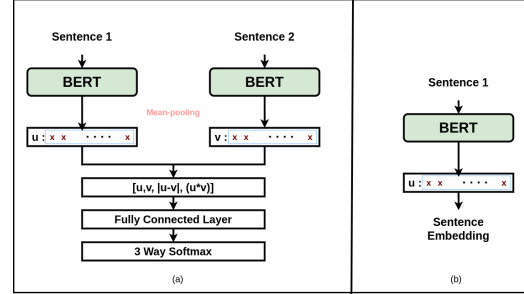 Sentence 1
Sentence 2
BERT
BERT
Mean-pooling
u : x x · · · · x
v : x x · · · · x
[u,v, |u-v|, (u*v)]
Fully Connected Layer
3 Way Softmax
(a)
Sentence 1
BERT
u : x x · · · · x
Sentence
Embedding
(b)